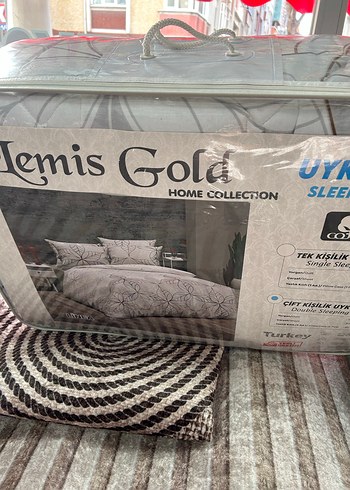 Lemis Gold
HOME COLLECTION
UYK
SLEE
CO
TEK KİŞİLİK
Single Slee
ÇİFT KİŞİLİK UYK
Double Sleeping
Turkey